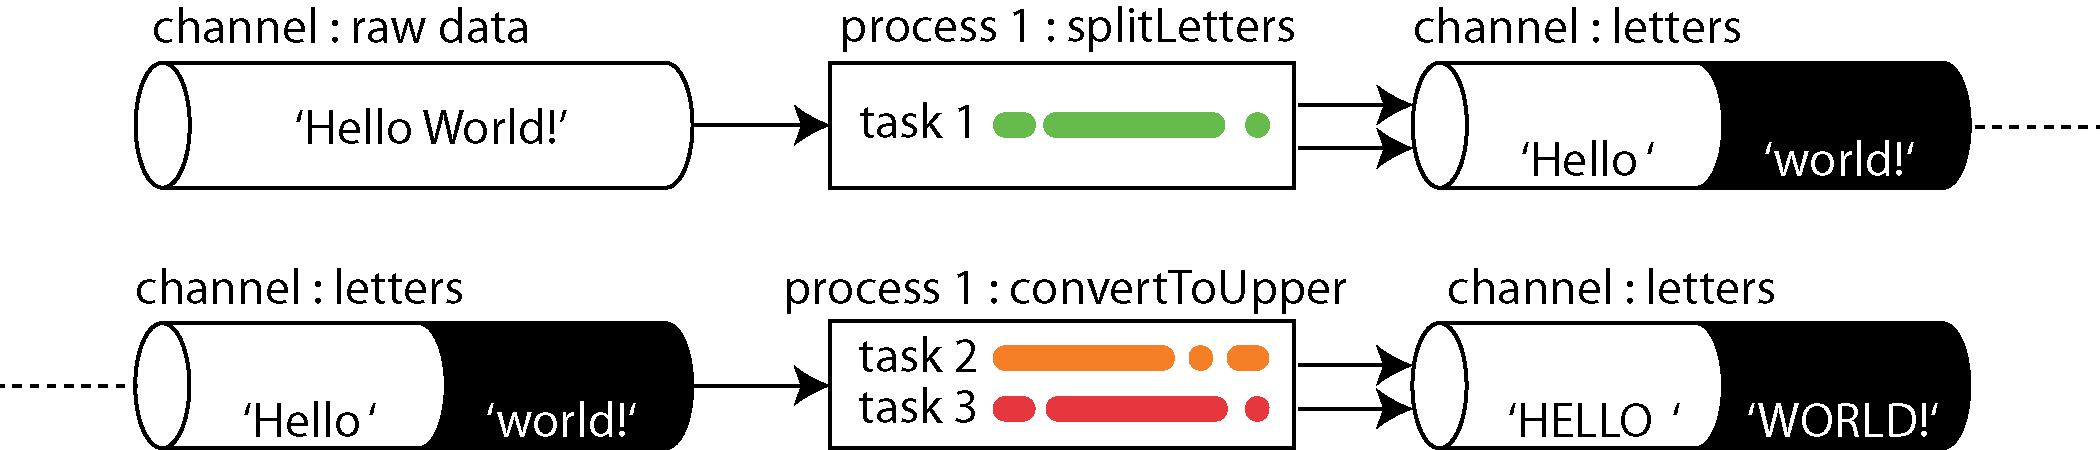 channel : raw data
process 1 : splitLetters
channel : letters
‘Hello World!’
task 1
‘Hello ‘
‘world!‘
channel : letters
process 1 : convertToUpper
channel : letters
‘Hello ‘
‘world!‘
task 2
task 3
‘HELLO ‘
‘WORLD!‘